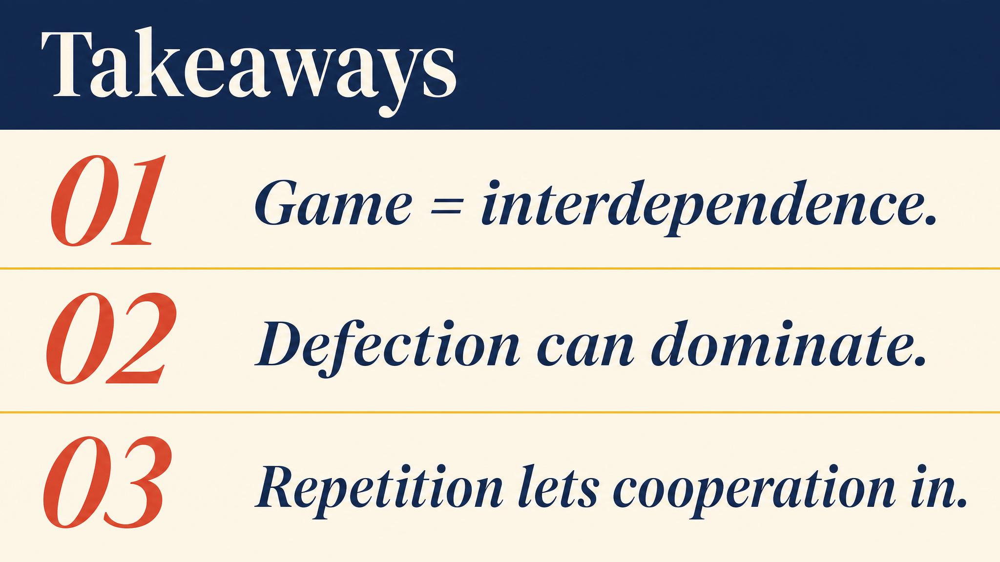 Takeaways
01
Game = interdependence.
02
Defection can dominate.
03
Repetition lets cooperation in.